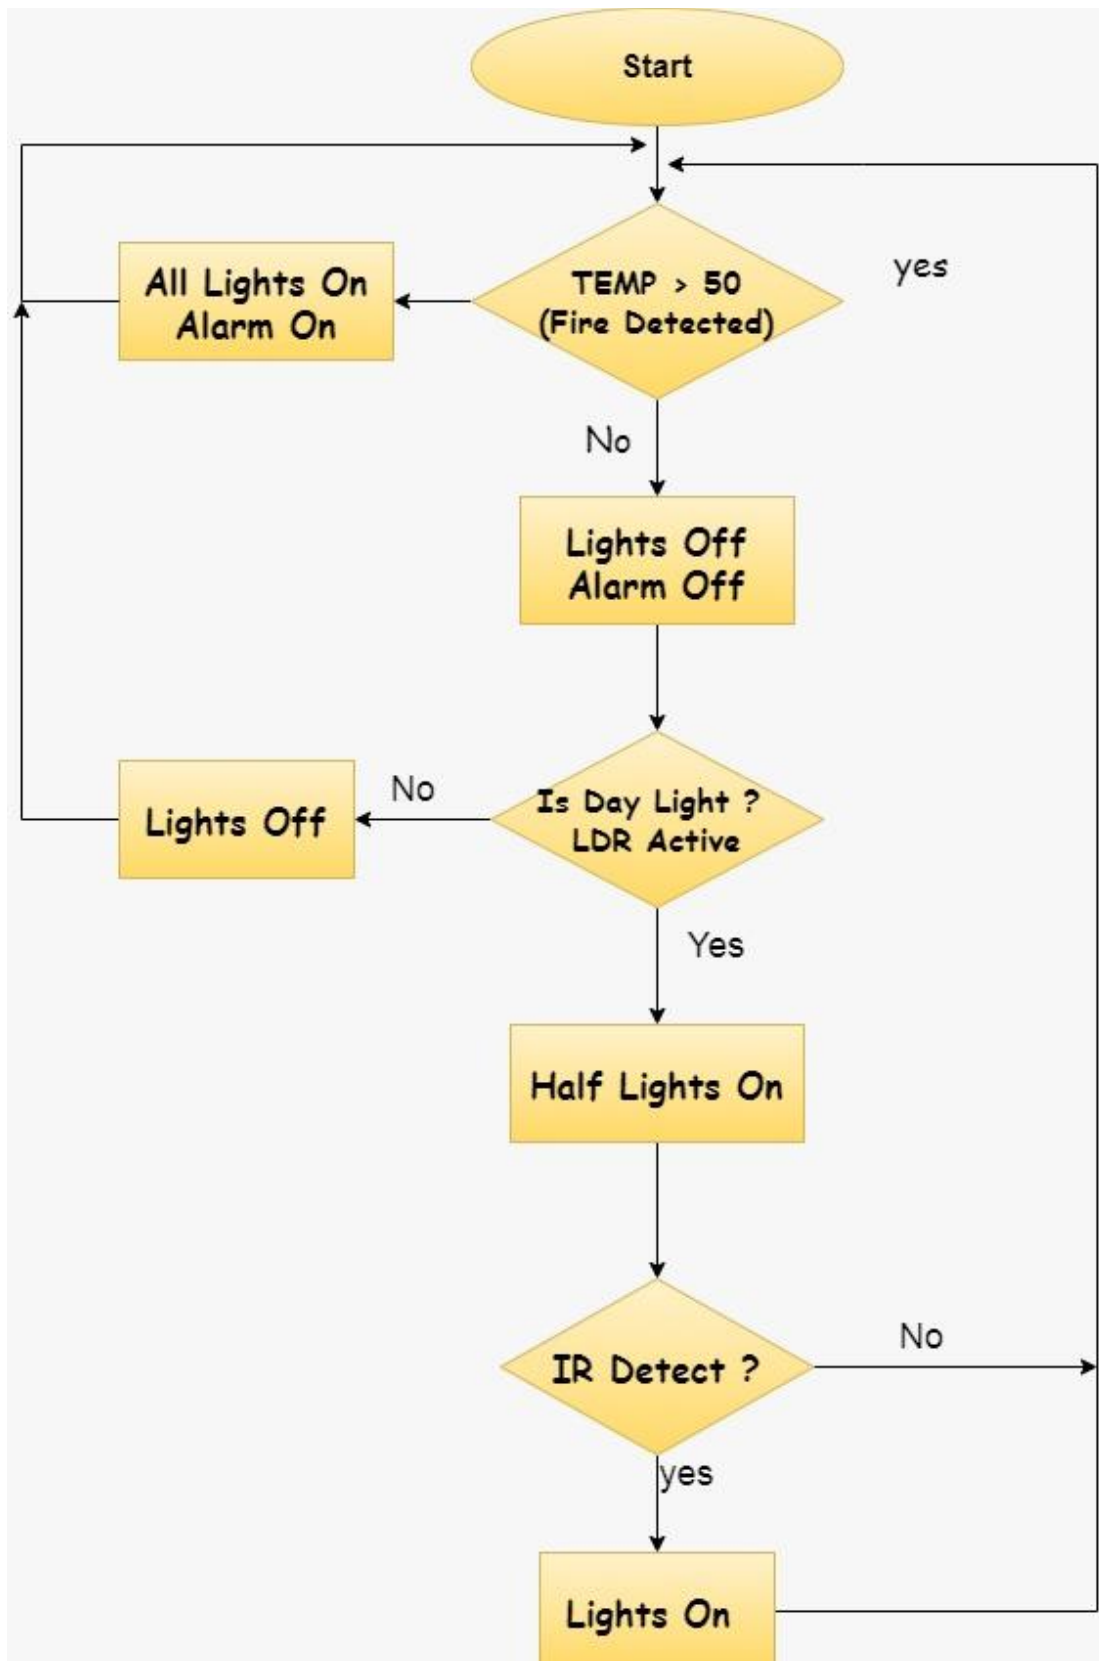 Start
All Lights On
Alarm On
TEMP > 50
(Fire Detected)
yes
No
Lights Off
Alarm Off
Lights Off
No
Is Day Light ?
LDR Active
Yes
Half Lights On
IR Detect ?
No
yes
Lights On